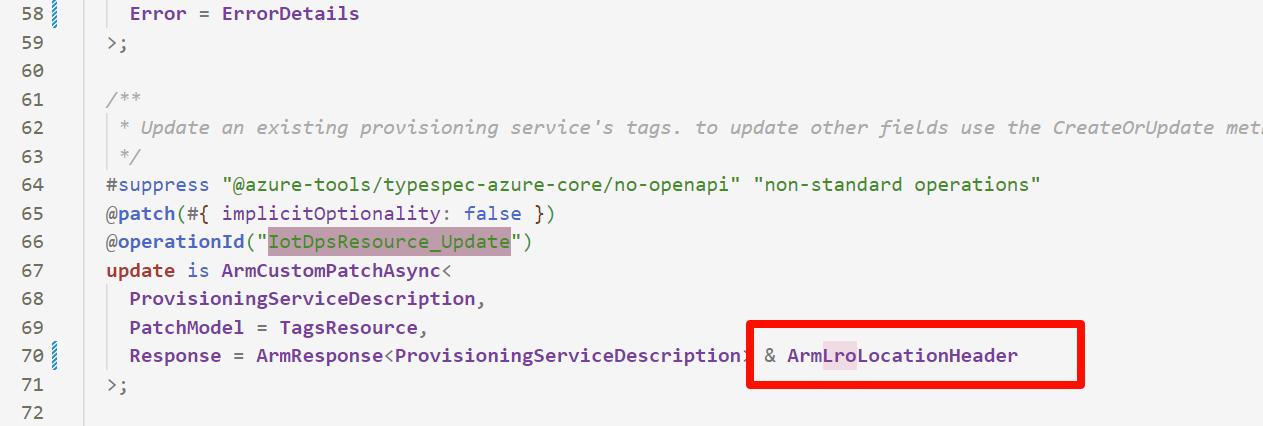 58 Error = ErrorDetails
59 >;
60
61 /**
62 * Update an existing provisioning service's tags. to update other fields use the CreateOrUpdate
63 */
64 #suppress "@azure-tools/typespec-azure-core/no-openapi" "non-standard operations"
65 @patch(#{ implicitOptionality: false })
66 @operationId("IotDpsResource_Update")
67 update is ArmCustomPatchAsync<
68 ProvisioningServiceDescription,
69 PatchModel = TagsResource,
70 Response = ArmResponse<ProvisioningServiceDescription> & ArmLroLocationHeader
71 >;
72